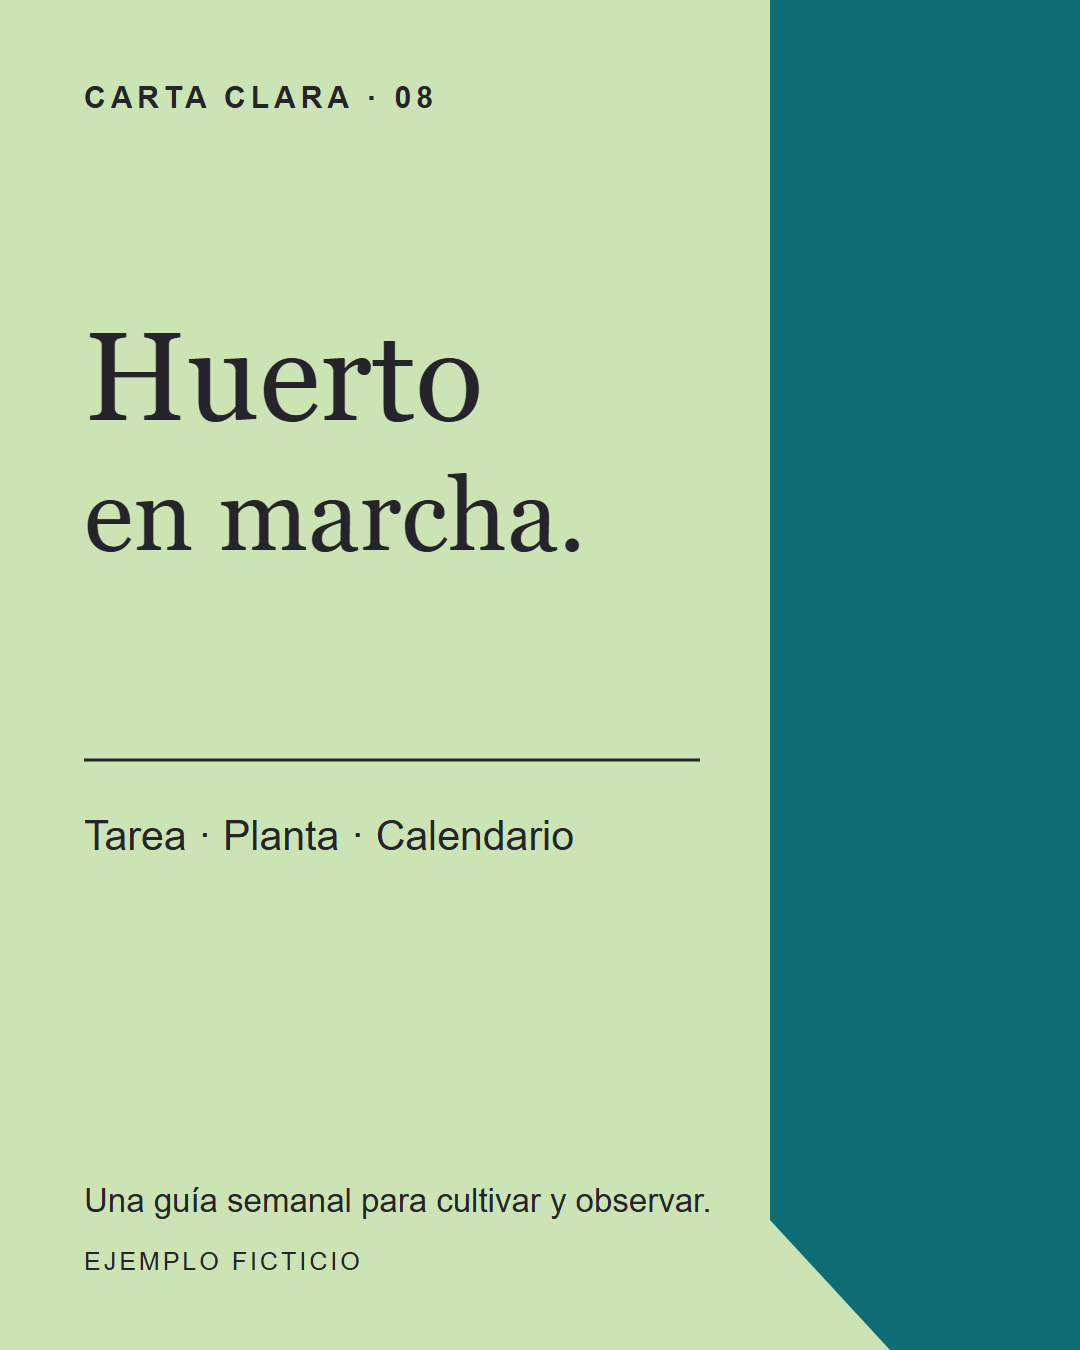 CARTA CLARA · 08
Huerto
en marcha.
Tarea · Planta · Calendario
Una guía semanal para cultivar y observar.
EJEMPLO FICTICIO